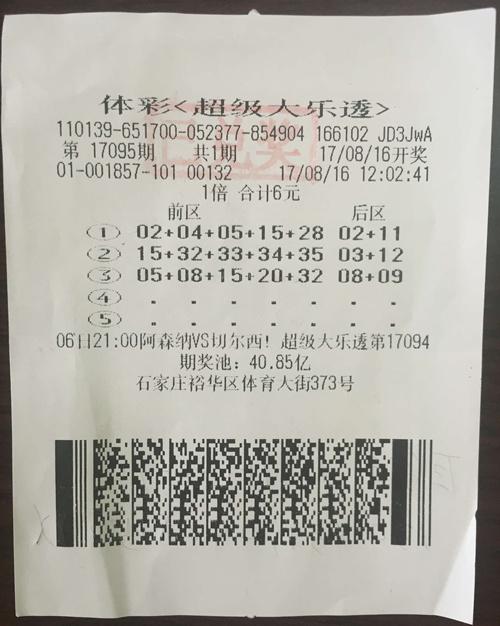 体彩<超级大乐透>
110139-651700-052377-854904 166102 JD3JwA
第 17095期 共1期 17/08/16开奖
01-001857-101 00132 17/08/16 12:02:41
1倍 合计6元
前区 后区
① 02+04+05+15+28 02+11
② 15+32+33+34+35 03+12
③ 05+08+15+20+32 08+09
④ . . . . . . .
⑤ . . . . . . .
06日21:00阿森纳VS切尔西! 超级大乐透第17094
期奖池: 40.85亿
石家庄裕华区体育大街373号
已兑奖